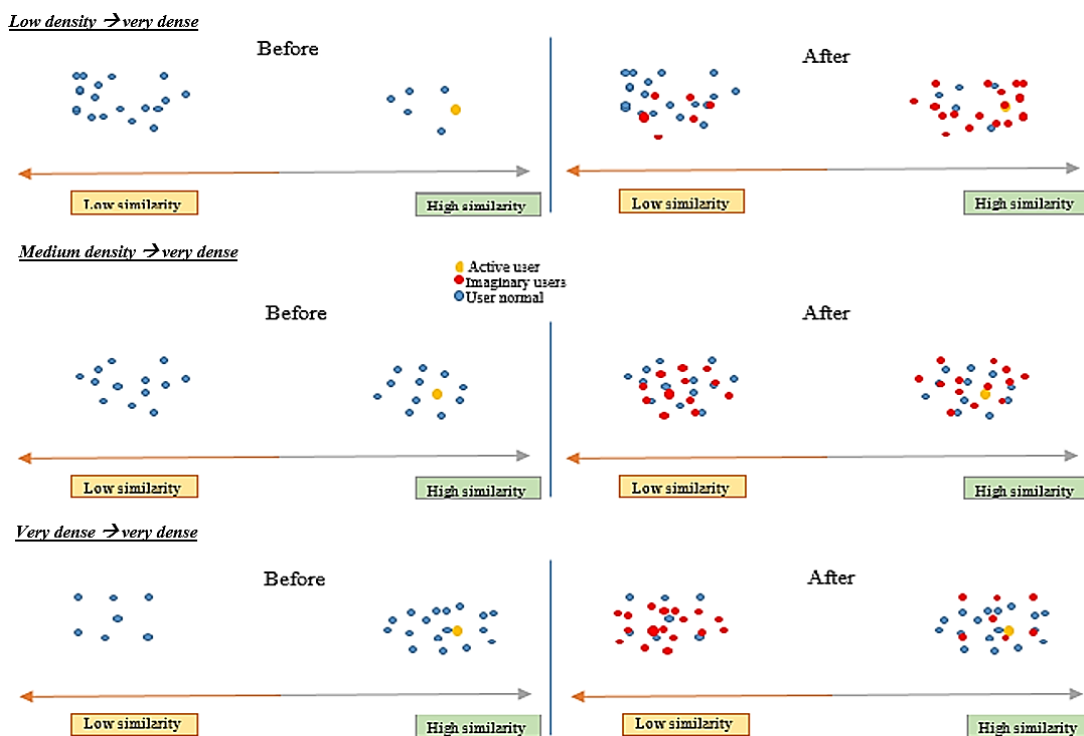 Low density → very dense
Before
After
Low similarity
High similarity
Low similarity
High similarity
Medium density → very dense
Active user
Imaginary users
User normal
Before
After
Low similarity
High similarity
Low similarity
High similarity
Very dense → very dense
Before
After
Low similarity
High similarity
Low similarity
High similarity